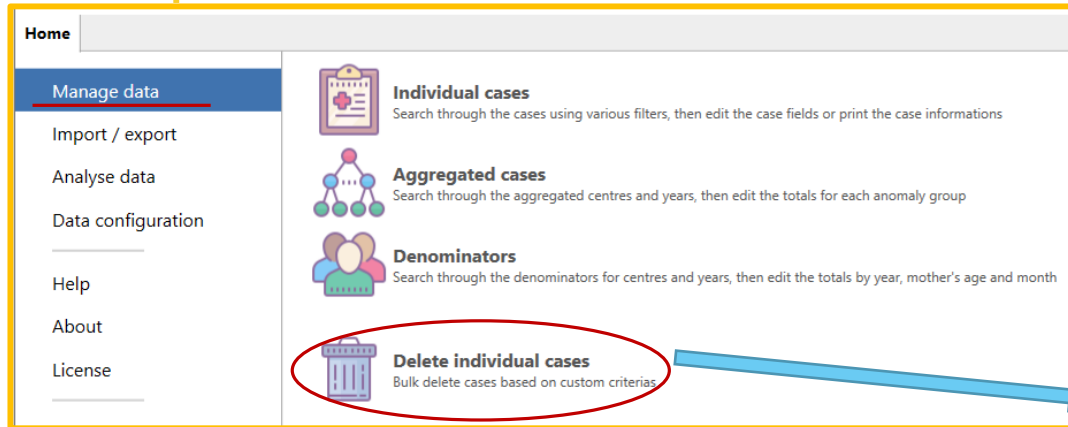 Home
Manage data
Import / export
Analyse data
Data configuration
Help
About
License
Individual cases
Search through the cases using various filters, then edit the case fields or print the case informations
Aggregated cases
Search through the aggregated centres and years, then edit the totals for each anomaly group
Denominators
Search through the denominators for centres and years, then edit the totals by year, mother's age and month
Delete individual cases
Bulk delete cases based on custom criterias